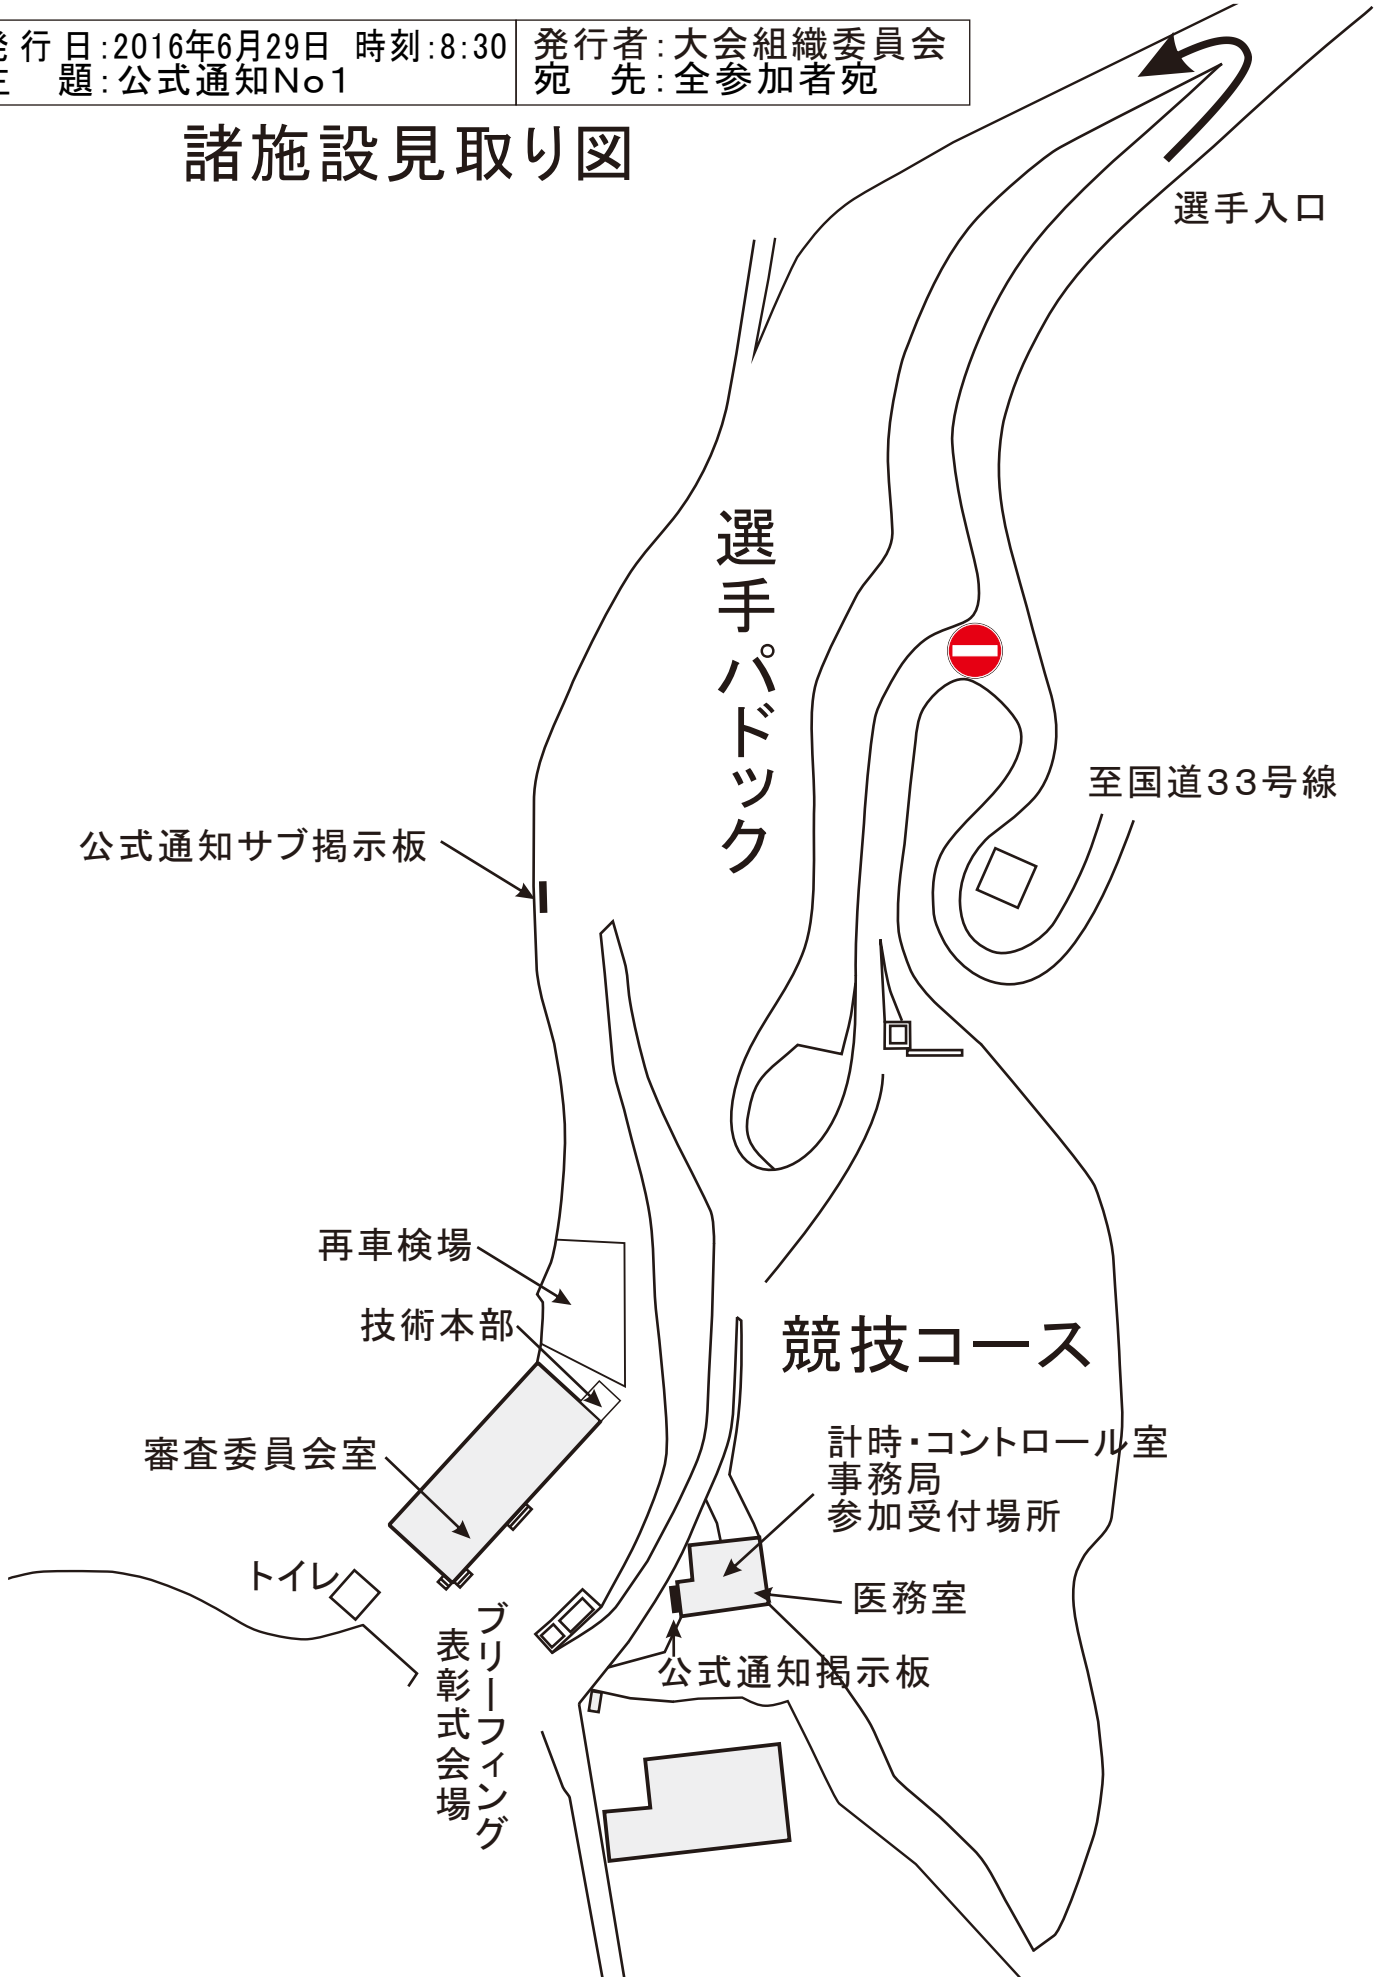 発行日:2016年6月29日 時刻:8:30
主 題:公式通知No1
発行者:大会組織委員会
宛 先:全参加者宛
諸施設見取り図
選手入口
選手パドック
至国道33号線
公式通知サブ掲示板
再車検場
技術本部
競技コース
審査委員会室
計時・コントロール室
事務局
参加受付場所
トイレ
医務室
公式通知掲示板
ブリーフィング
表彰式会場